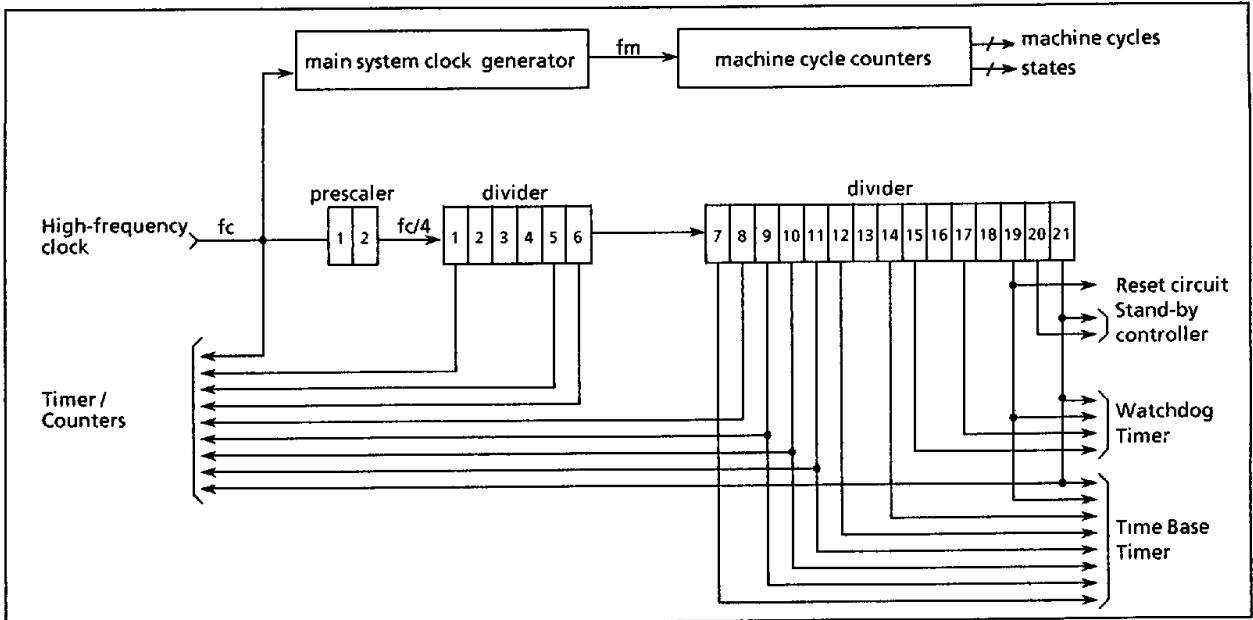 main system clock generator
fm
machine cycle counters
machine cycles
states
prescaler
divider
divider
High-frequency
clock
fc
1 2
fc/4
1 2 3 4 5 6
7 8 9 10 11 12 13 14 15 16 17 18 19 20 21
Reset circuit
Stand-by
controller
Timer /
Counters
Watchdog
Timer
Time Base
Timer